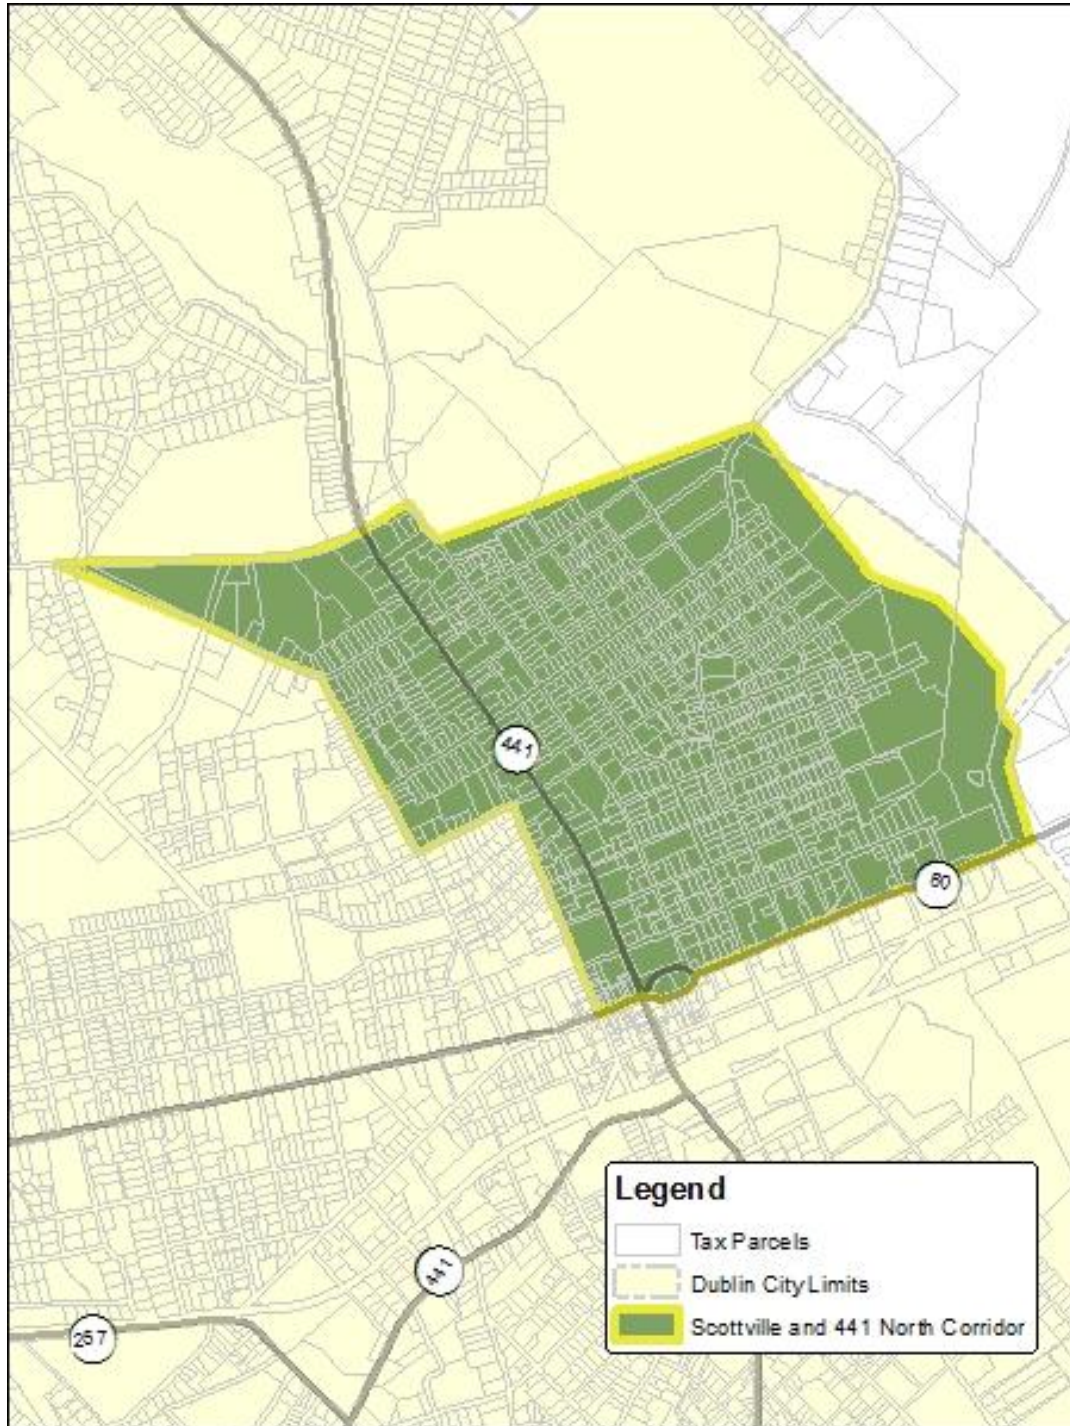 441
80
Legend
Tax Parcels
Dublin City Limits
441
Scottville and 441 North Corridor
257